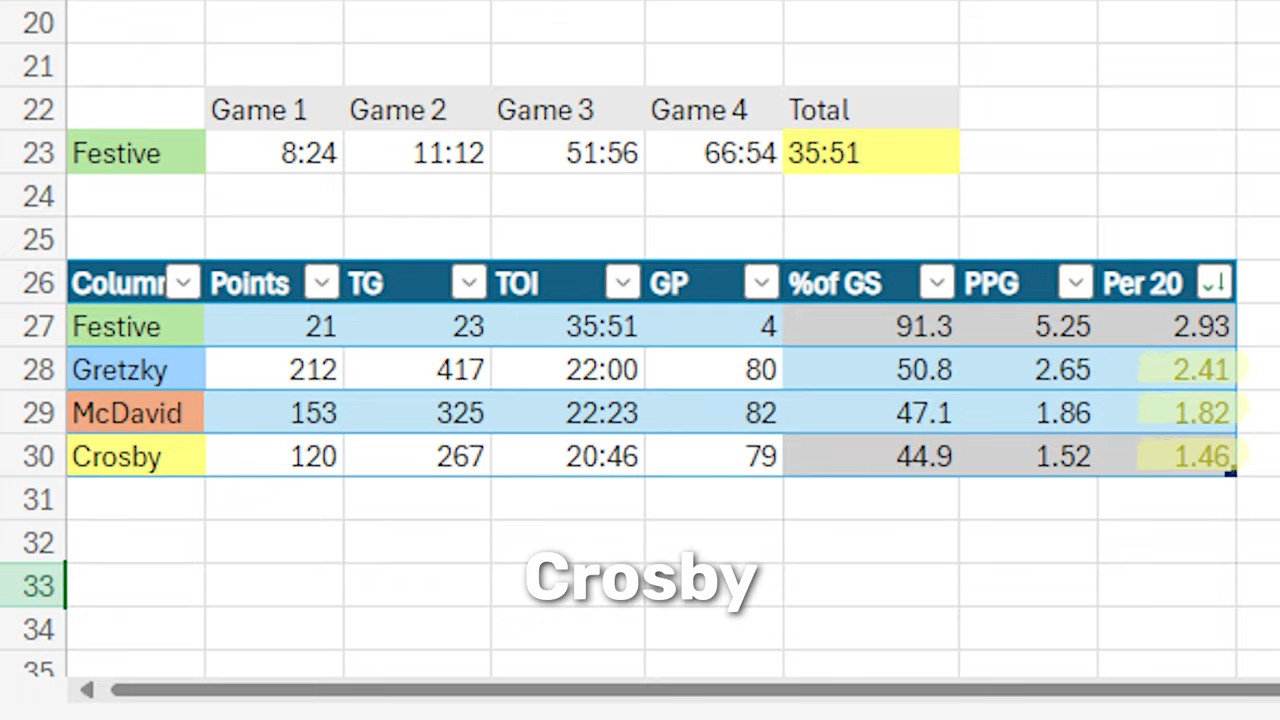 20
21
22 Game 1 Game 2 Game 3 Game 4 Total
23 Festive 8:24 11:12 51:56 66:54 35:51
24
25
26 Column Points TG TOI GP %of GS PPG Per 20
27 Festive 21 23 35:51 4 91.3 5.25 2.93
28 Gretzky 212 417 22:00 80 50.8 2.65 2.41
29 McDavid 153 325 22:23 82 47.1 1.86 1.82
30 Crosby 120 267 20:46 79 44.9 1.52 1.46
31
32
Crosby
33
34
35